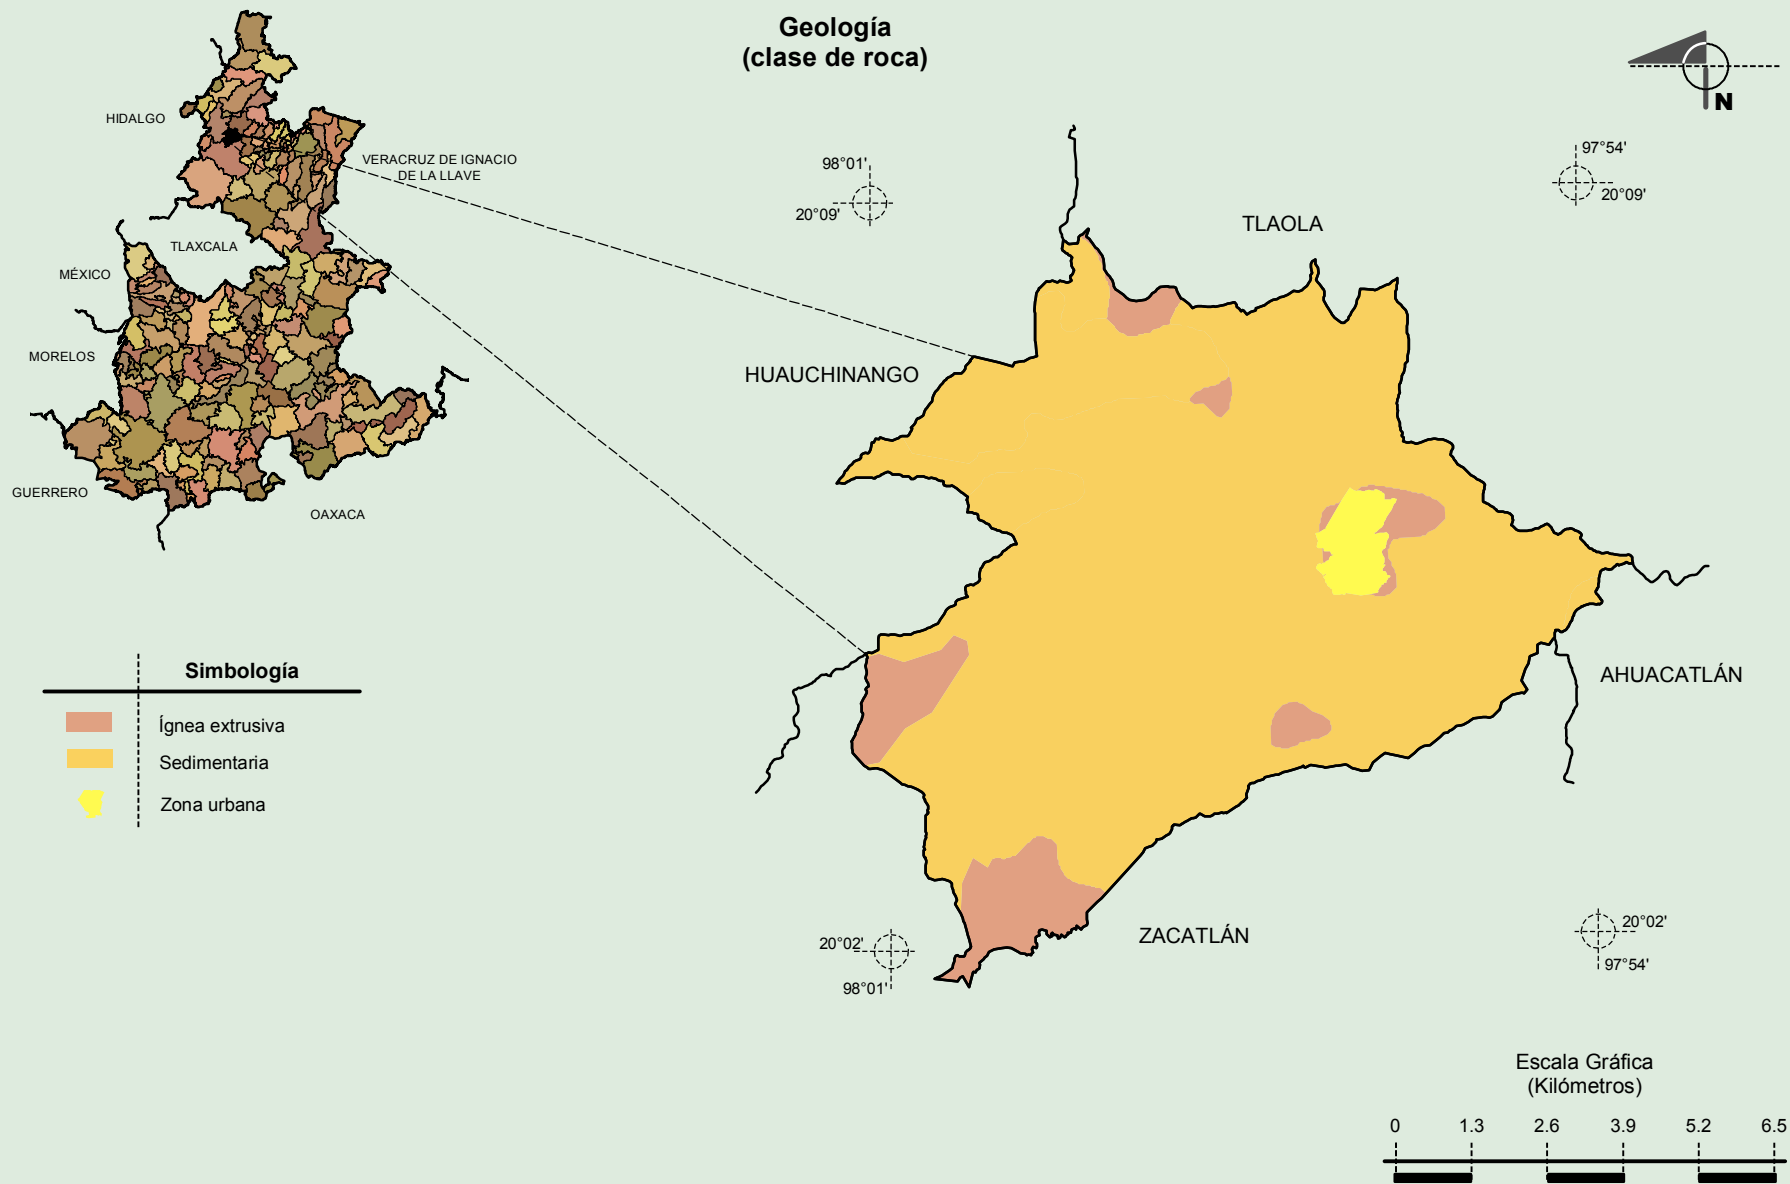 Geología
(clase de roca)
N
HIDALGO
VERACRUZ DE IGNACIO
DE LA LLAVE
TLAXCALA
MÉXICO
MORELOS
GUERRERO
OAXACA
98°01'
20°09'
97°54'
20°09'
TLAOLA
HUAUCHINANGO
AHUACATLÁN
ZACATLÁN
20°02'
98°01'
20°02'
97°54'
Simbología
Ígnea extrusiva
Sedimentaria
Zona urbana
Escala Gráfica
(Kilómetros)
0 1.3 2.6 3.9 5.2 6.5